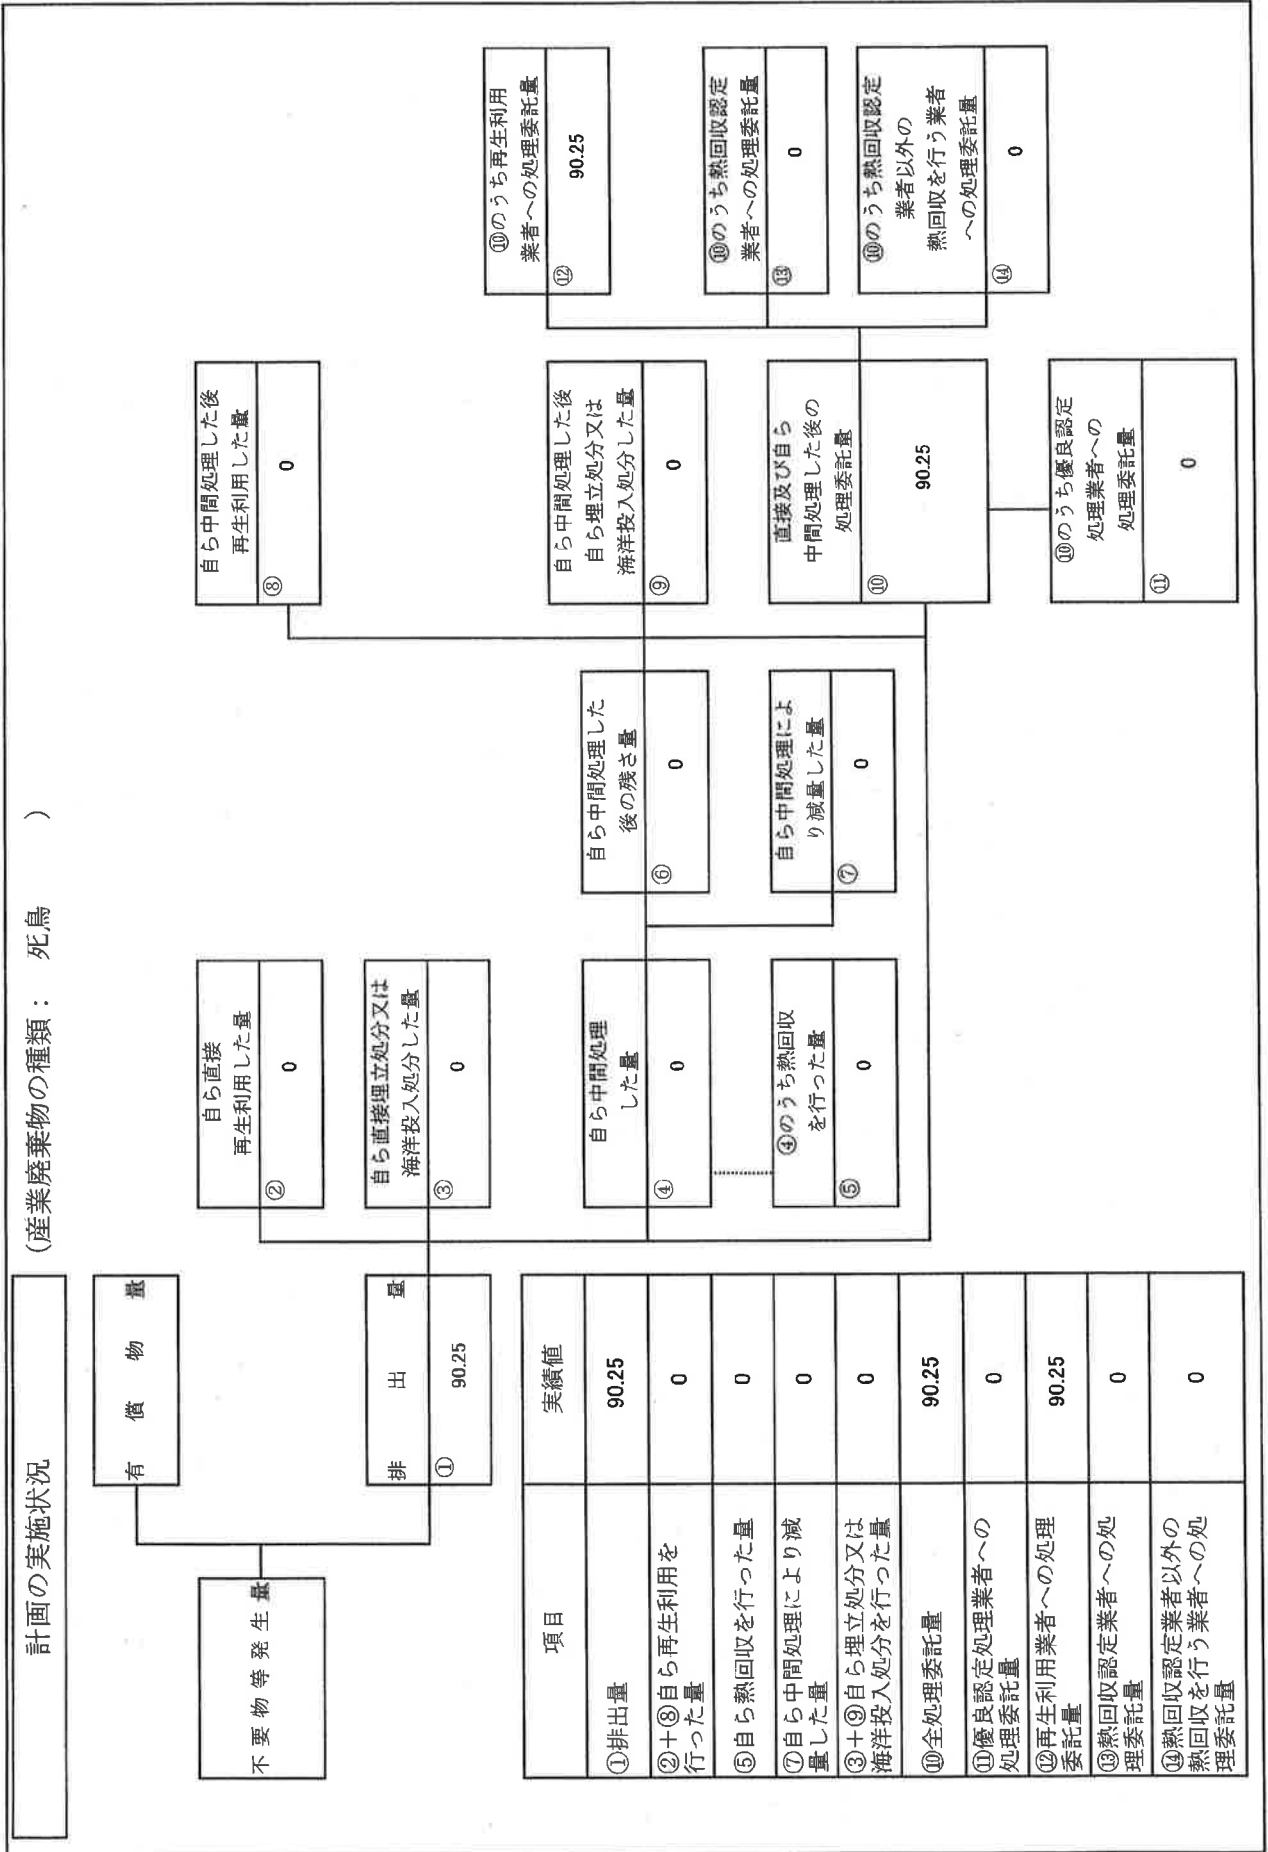 計画の実施状況
(産業廃棄物の種類： 死鳥 )
不要物等発生量
有償物量
排出量
①
90.25
自ら直接
再生利用した量
②
0
自ら直接埋立処分又は
海洋投入処分した量
③
0
自ら中間処理
した量
④
0
④のうち熱回収
を行った量
⑤
0
自ら中間処理した
後の残さ量
⑥
0
自ら中間処理によ
り減量した量
⑦
0
自ら中間処理した後
再生利用した量
⑧
0
自ら中間処理した後
自ら埋立処分又は
海洋投入処分した量
⑨
0
直接及び自ら
中間処理した後の
処理委託量
⑩
90.25
⑩のうち優良認定
処理業者への
処理委託量
⑪
0
⑩のうち再生利用
業者への処理委託量
⑫
90.25
⑩のうち熱回収認定
業者への処理委託量
⑬
0
⑩のうち熱回収認定
業者以外の
熱回収を行う業者
への処理委託量
⑭
0
項目 実績値
①排出量 90.25
②＋⑧自ら再生利用を
行った量 0
⑤自ら熱回収を行った量 0
⑦自ら中間処理により減
量した量 0
③＋⑨自ら埋立処分又は
海洋投入処分を行った量 0
⑩全処理委託量 90.25
⑪優良認定処理業者への
処理委託量 0
⑫再生利用業者への処理
委託量 90.25
⑬熱回収認定業者への処
理委託量 0
⑭熱回収認定業者以外の
熱回収を行う業者への処
理委託量 0